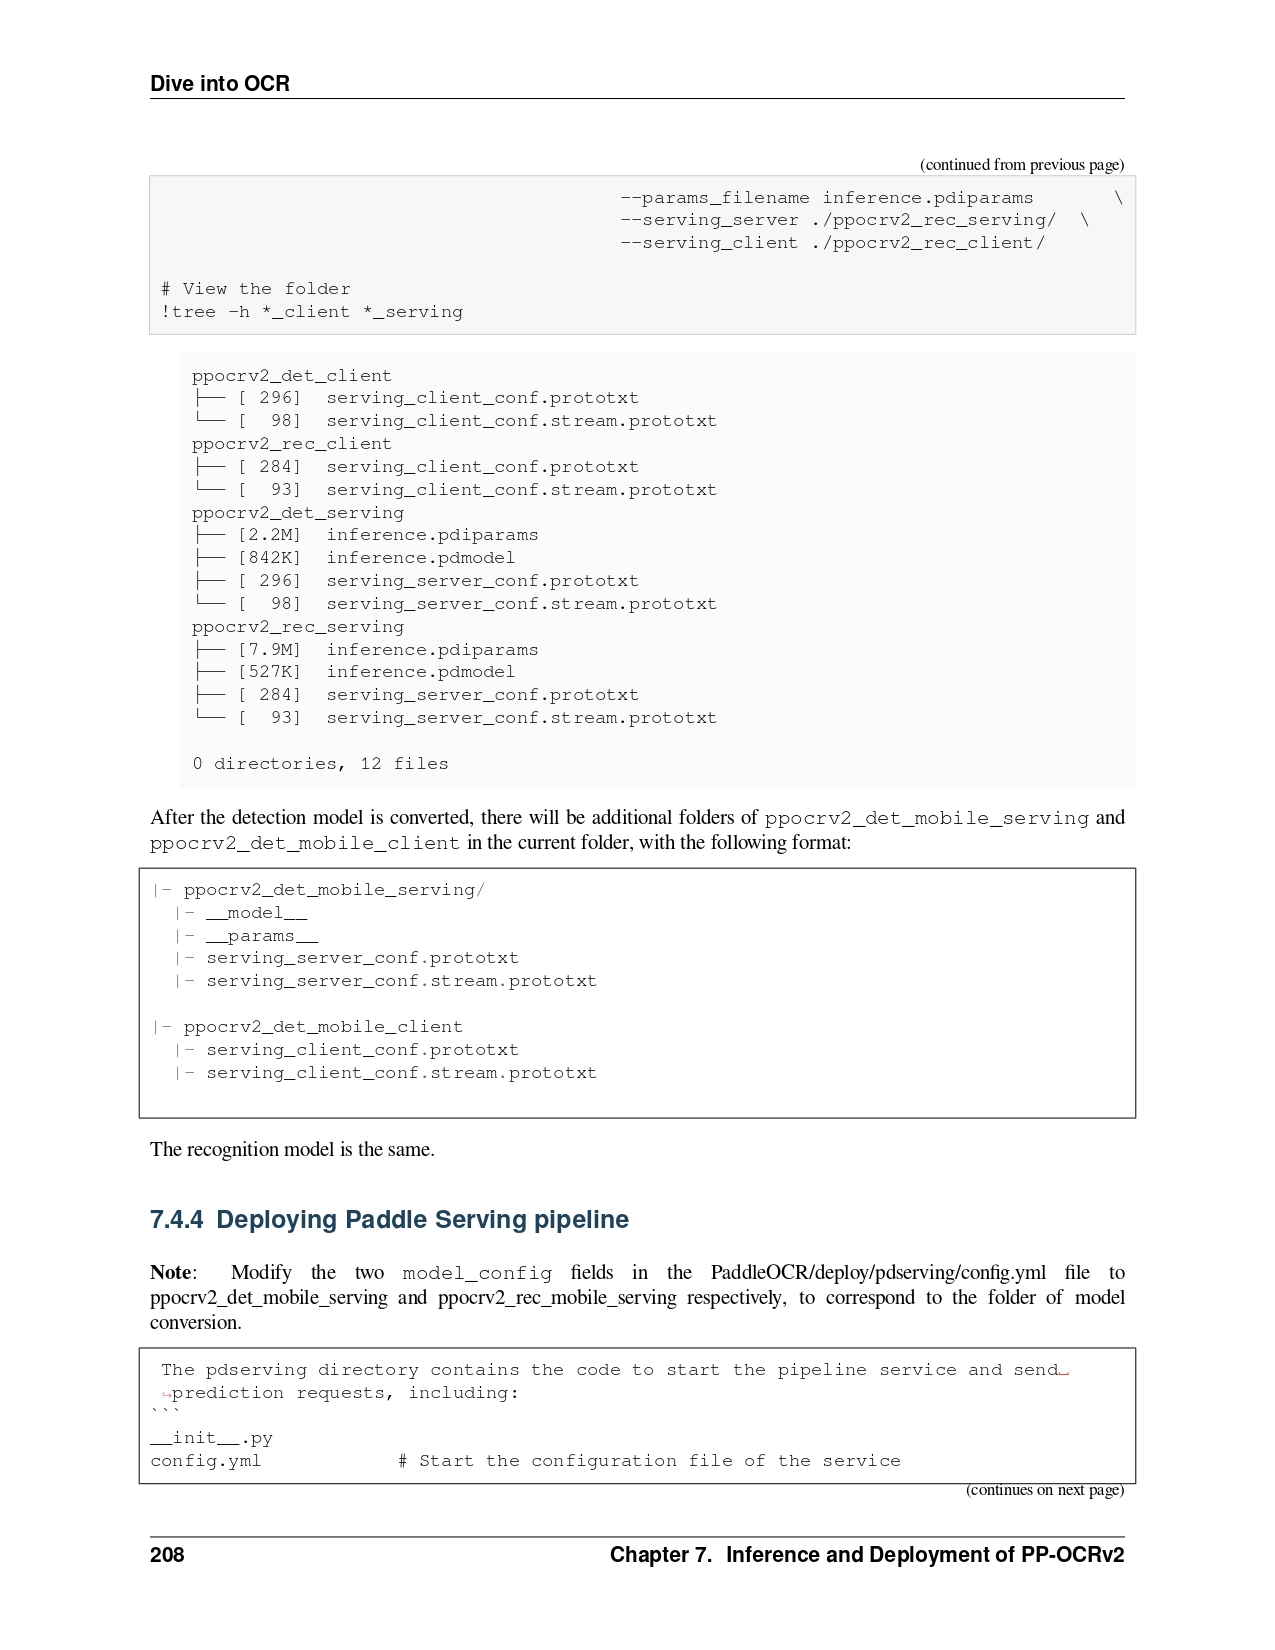 Dive into OCR
(continued from previous page)
--params_filename inference.pdiparams       \
--serving_server ./ppocrv2_rec_serving/  \
--serving_client ./ppocrv2_rec_client/
# View the folder
!tree -h *_client *_serving
ppocrv2_det_client
├── [ 296]  serving_client_conf.prototxt
└── [  98]  serving_client_conf.stream.prototxt
ppocrv2_rec_client
├── [ 284]  serving_client_conf.prototxt
└── [  93]  serving_client_conf.stream.prototxt
ppocrv2_det_serving
├── [2.2M]  inference.pdiparams
├── [842K]  inference.pdmodel
├── [ 296]  serving_server_conf.prototxt
└── [  98]  serving_server_conf.stream.prototxt
ppocrv2_rec_serving
├── [7.9M]  inference.pdiparams
├── [527K]  inference.pdmodel
├── [ 284]  serving_server_conf.prototxt
└── [  93]  serving_server_conf.stream.prototxt
0 directories, 12 files
After the detection model is converted, there will be additional folders of ppocrv2_det_mobile_serving and
ppocrv2_det_mobile_client in the current folder, with the following format:
|- ppocrv2_det_mobile_serving/
  |- __model__
  |- __params__
  |- serving_server_conf.prototxt
  |- serving_server_conf.stream.prototxt
|- ppocrv2_det_mobile_client
  |- serving_client_conf.prototxt
  |- serving_client_conf.stream.prototxt
The recognition model is the same.
7.4.4 Deploying Paddle Serving pipeline
Note: Modify the two model_config fields in the PaddleOCR/deploy/pdserving/config.yml file to
ppocrv2_det_mobile_serving and ppocrv2_rec_mobile_serving respectively, to correspond to the folder of model
conversion.
The pdserving directory contains the code to start the pipeline service and send␣
↪prediction requests, including:
```
__init__.py
config.yml            # Start the configuration file of the service
(continues on next page)
208 Chapter 7. Inference and Deployment of PP-OCRv2